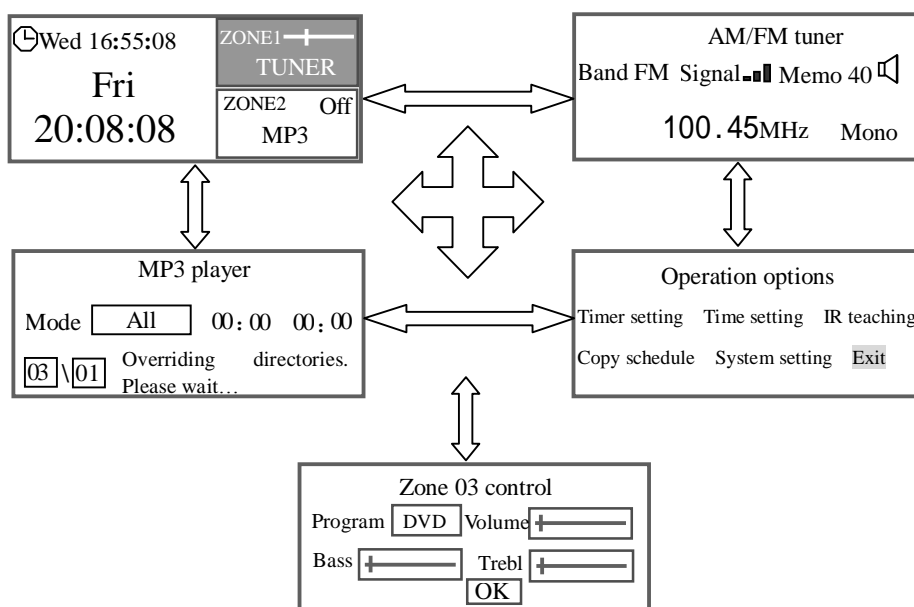 Wed 16:55:08
Fri
20:08:08
ZONE1
TUNER
ZONE2 Off
MP3
AM/FM tuner
Band FM Signal Memo 40
100.45MHz Mono
MP3 player
Mode All 00:00 00:00
03 \ 01 Overriding directories.
Please wait...
Operation options
Timer setting Time setting IR teaching
Copy schedule System setting Exit
Zone 03 control
Program DVD Volume
Bass Trebl
OK